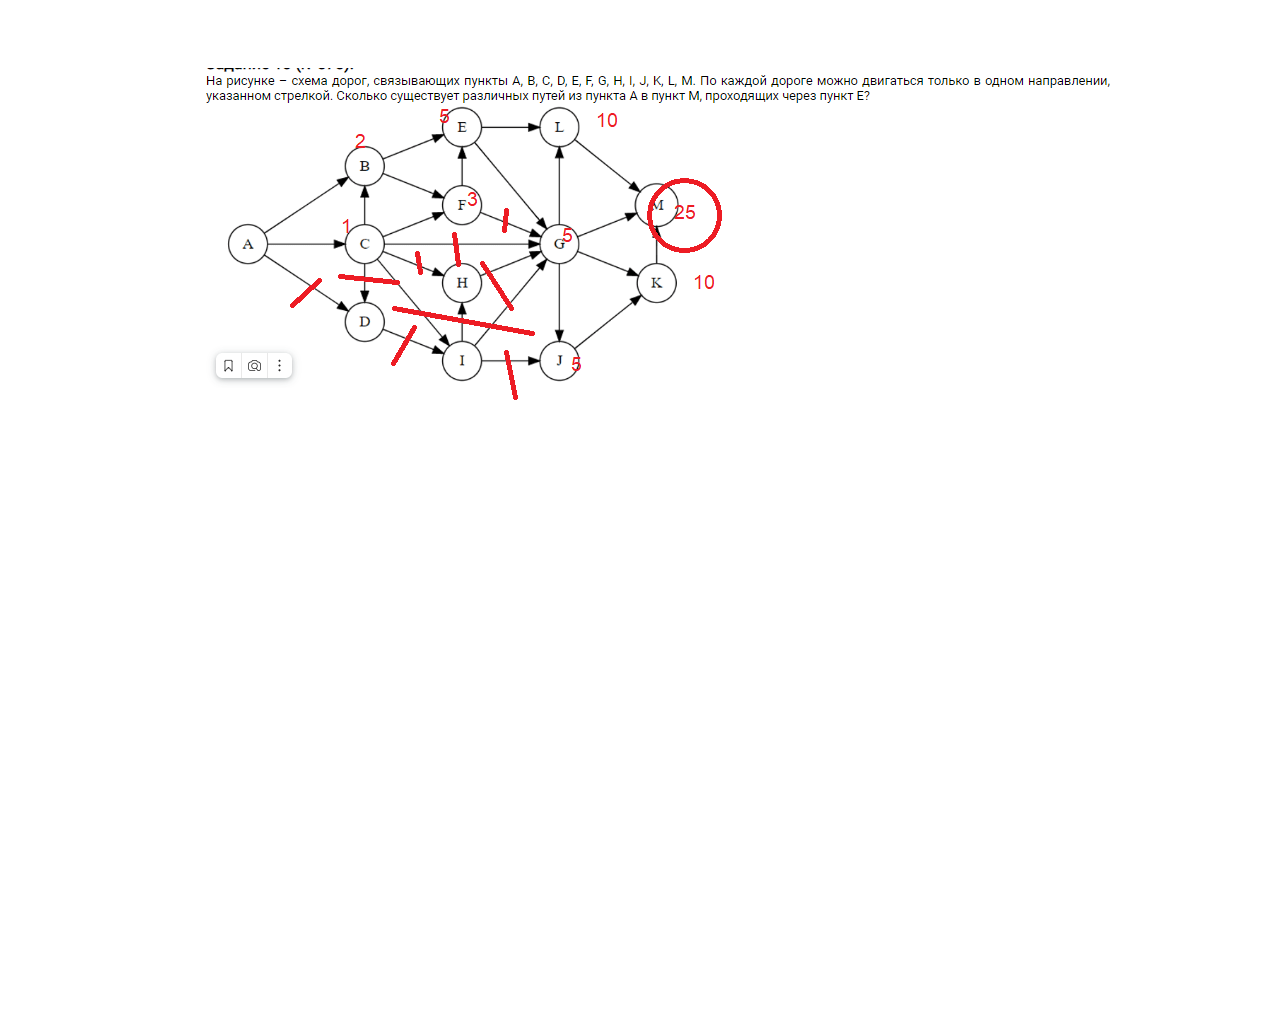 На рисунке – схема дорог, связывающих пункты A, B, C, D, E, F, G, H, I, J, K, L, M. По каждой дороге можно двигаться только в одном направлении,
указанном стрелкой. Сколько существует различных путей из пункта A в пункт M, проходящих через пункт E?
5 E L 10
2
B
F 3 M 25
1
A C G 5
H K 10
D
I J 5